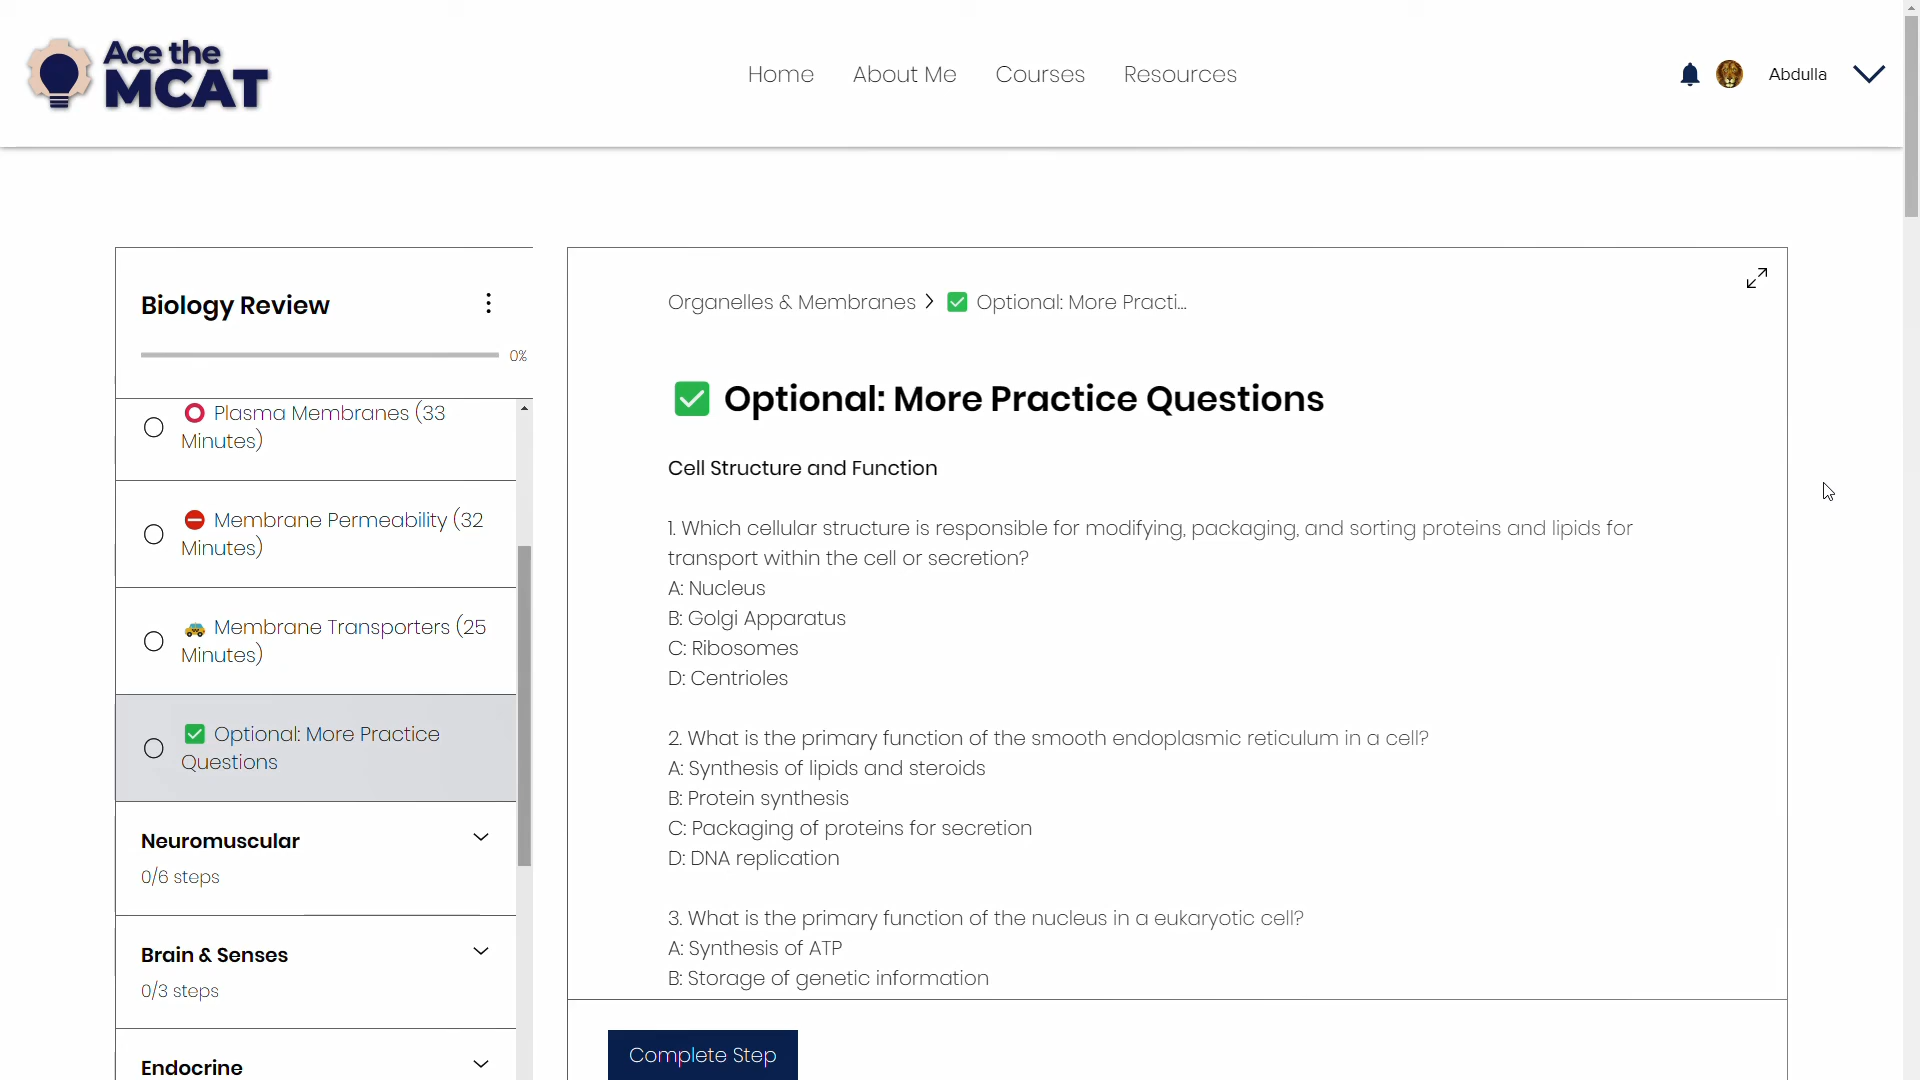 Ace the
MCAT
Home About Me Courses Resources
Abdulla
Biology Review
0%
Plasma Membranes (33
Minutes)
Membrane Permeability (32
Minutes)
Membrane Transporters (25
Minutes)
Optional: More Practice
Questions
Neuromuscular
0/6 steps
Brain & Senses
0/3 steps
Endocrine
Organelles & Membranes > Optional: More Practi...
Optional: More Practice Questions
Cell Structure and Function
1. Which cellular structure is responsible for modifying, packaging, and sorting proteins and lipids for
transport within the cell or secretion?
A: Nucleus
B: Golgi Apparatus
C: Ribosomes
D: Centrioles
2. What is the primary function of the smooth endoplasmic reticulum in a cell?
A: Synthesis of lipids and steroids
B: Protein synthesis
C: Packaging of proteins for secretion
D: DNA replication
3. What is the primary function of the nucleus in a eukaryotic cell?
A: Synthesis of ATP
B: Storage of genetic information
Complete Step